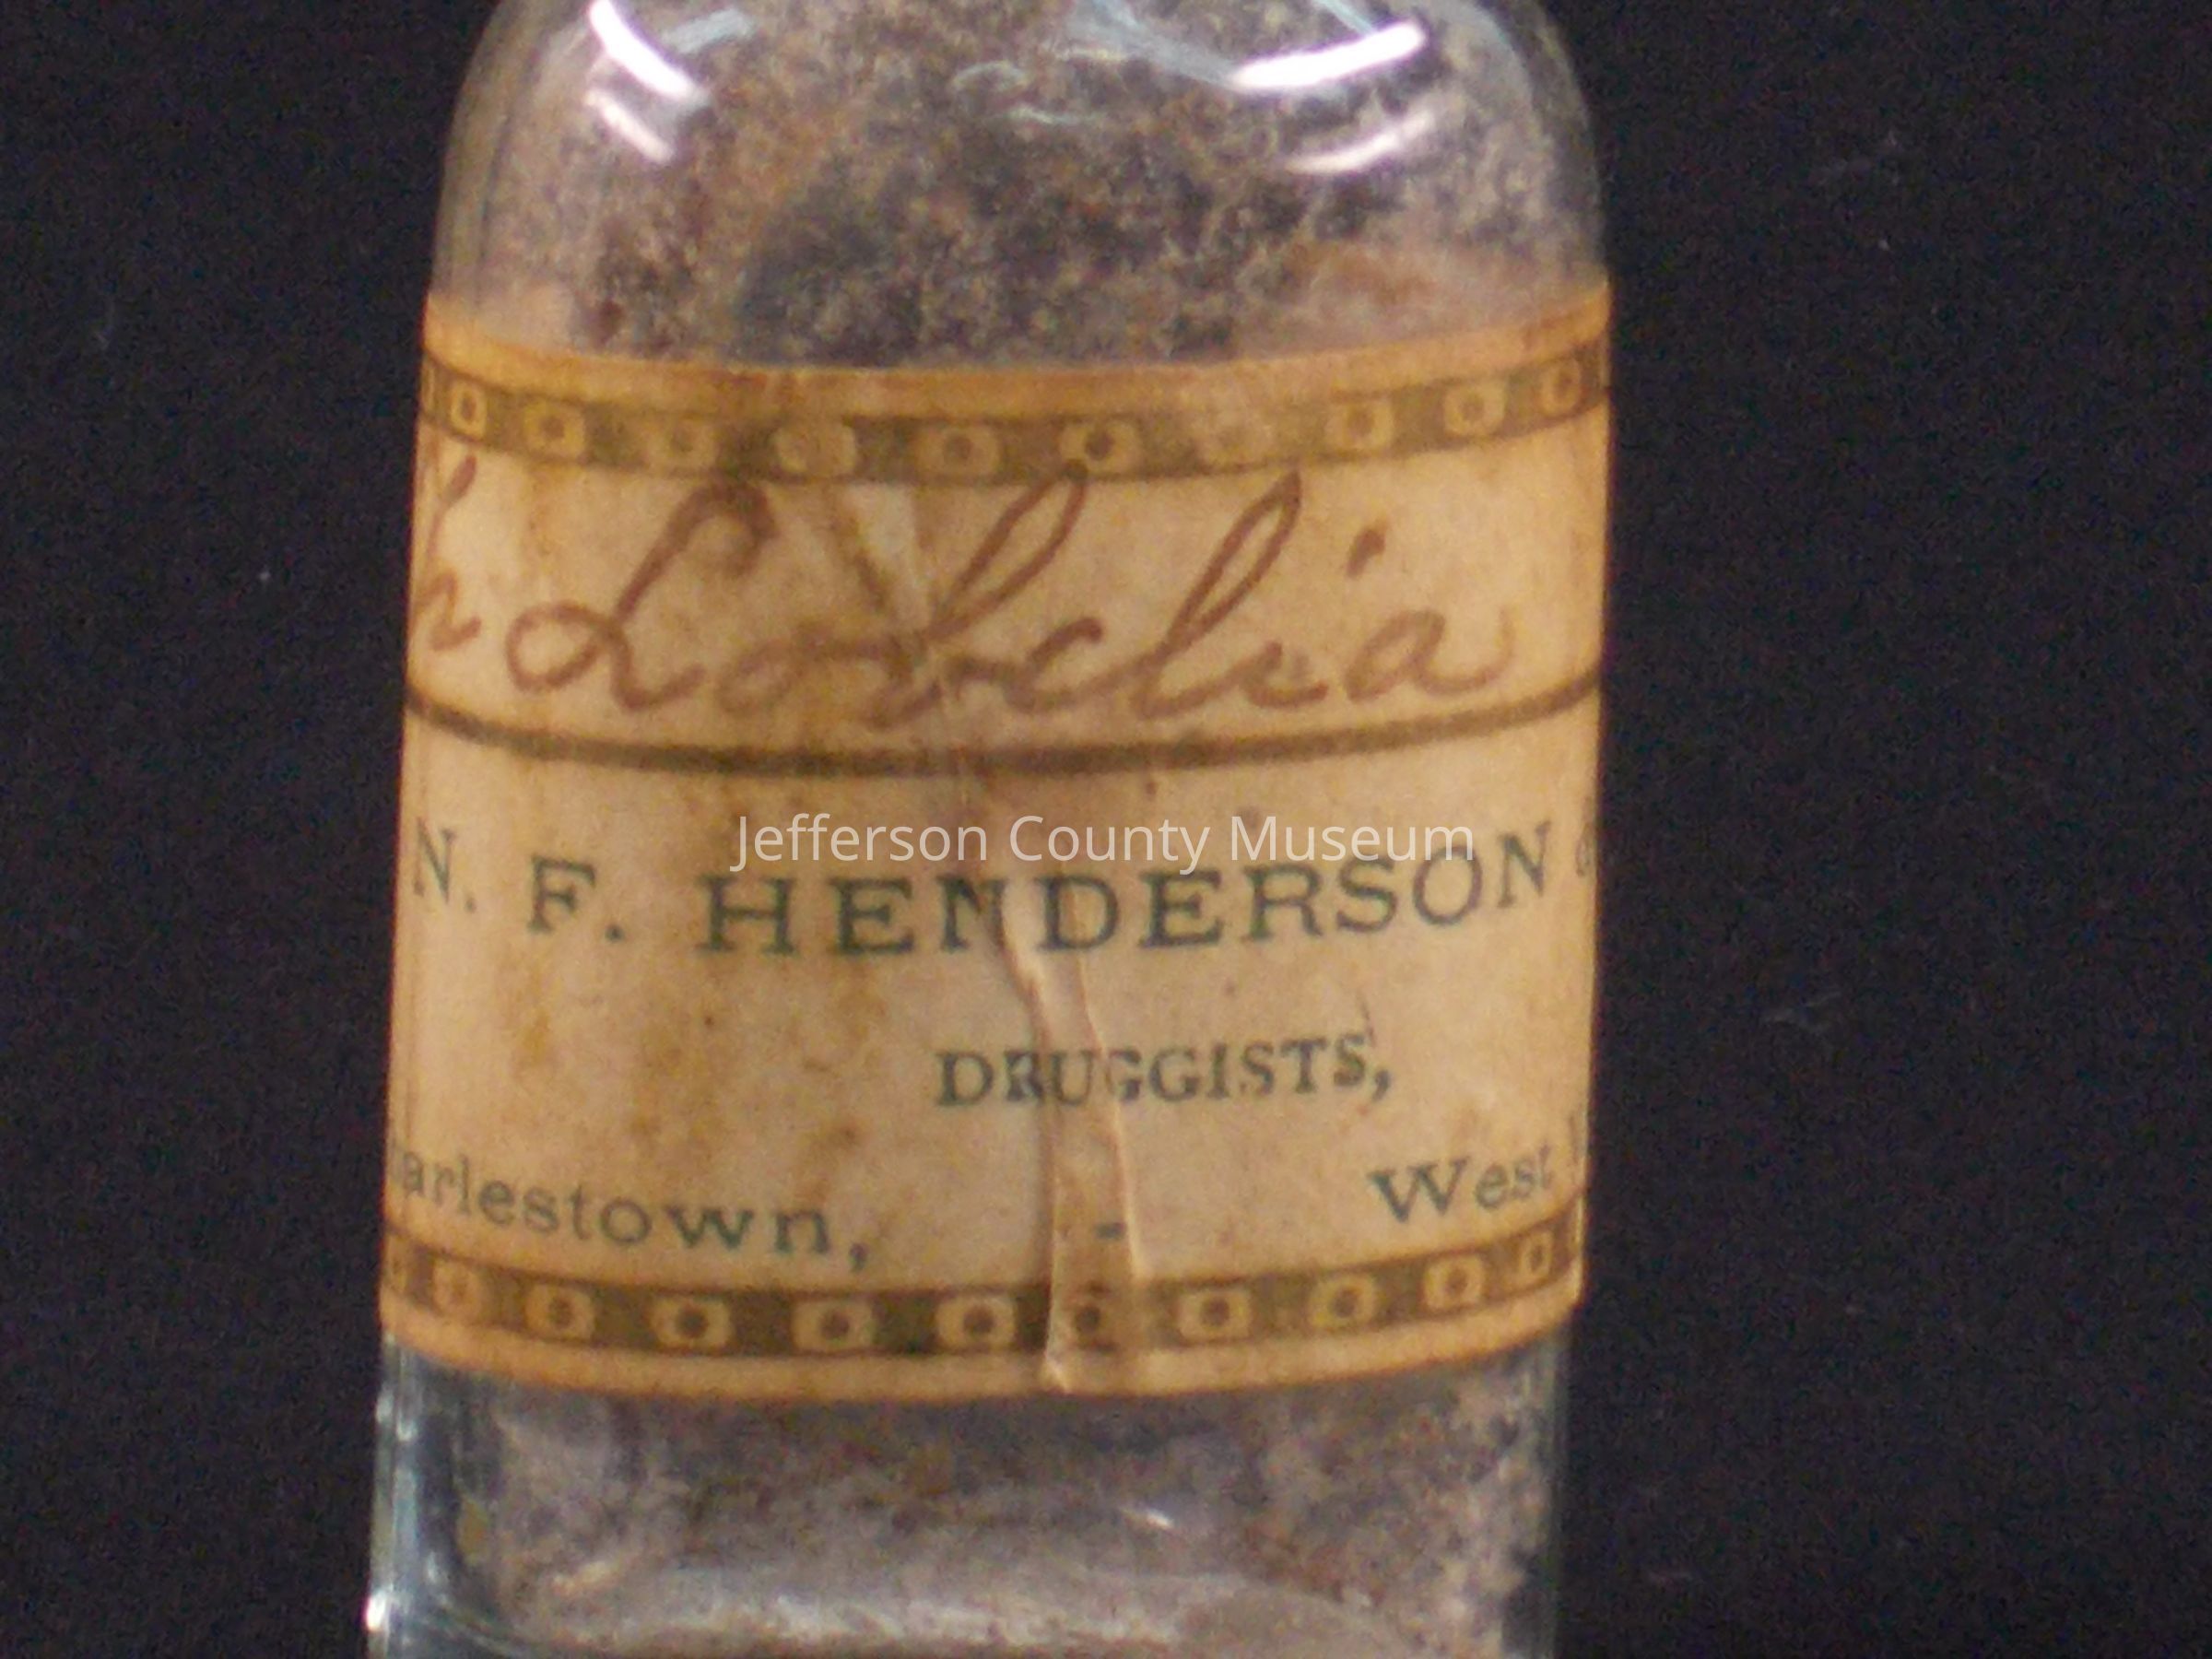 Lobelia
N. F. HENDERSON
Jefferson County Museum
DRUGGISTS,
arlestown, - West